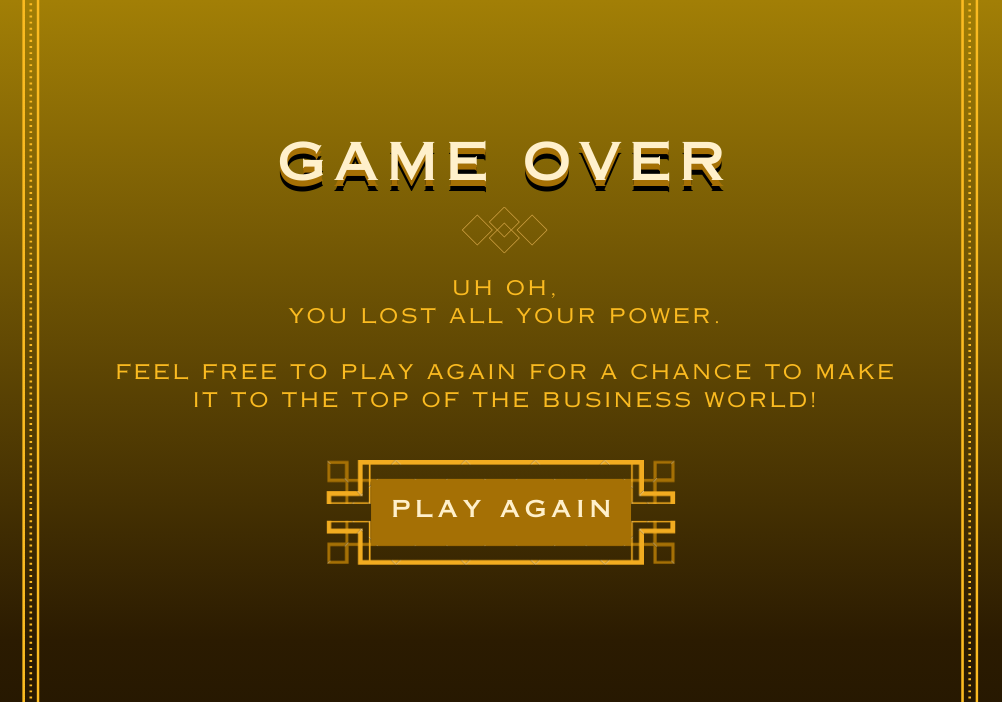 GAME OVER
UH OH,
YOU LOST ALL YOUR POWER.
FEEL FREE TO PLAY AGAIN FOR A CHANCE TO MAKE
IT TO THE TOP OF THE BUSINESS WORLD!
PLAY AGAIN